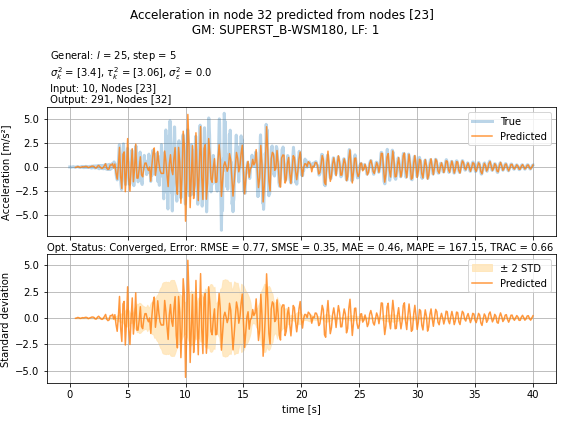 Acceleration in node 32 predicted from nodes [23]
GM: SUPERST_B-WSM180, LF: 1
General: l = 25, step = 5
σ²ₖ = [3.4], τ²ₖ = [3.06], σ²ε = 0.0
Input: 10, Nodes [23]
Output: 291, Nodes [32]
Acceleration [m/s²]
5.0
2.5
0.0
−2.5
−5.0
True
Predicted
Opt. Status: Converged, Error: RMSE = 0.77, SMSE = 0.35, MAE = 0.46, MAPE = 167.15, TRAC = 0.66
Standard deviation
5.0
2.5
0.0
−2.5
−5.0
± 2 STD
Predicted
0 5 10 15 20 25 30 35 40
time [s]